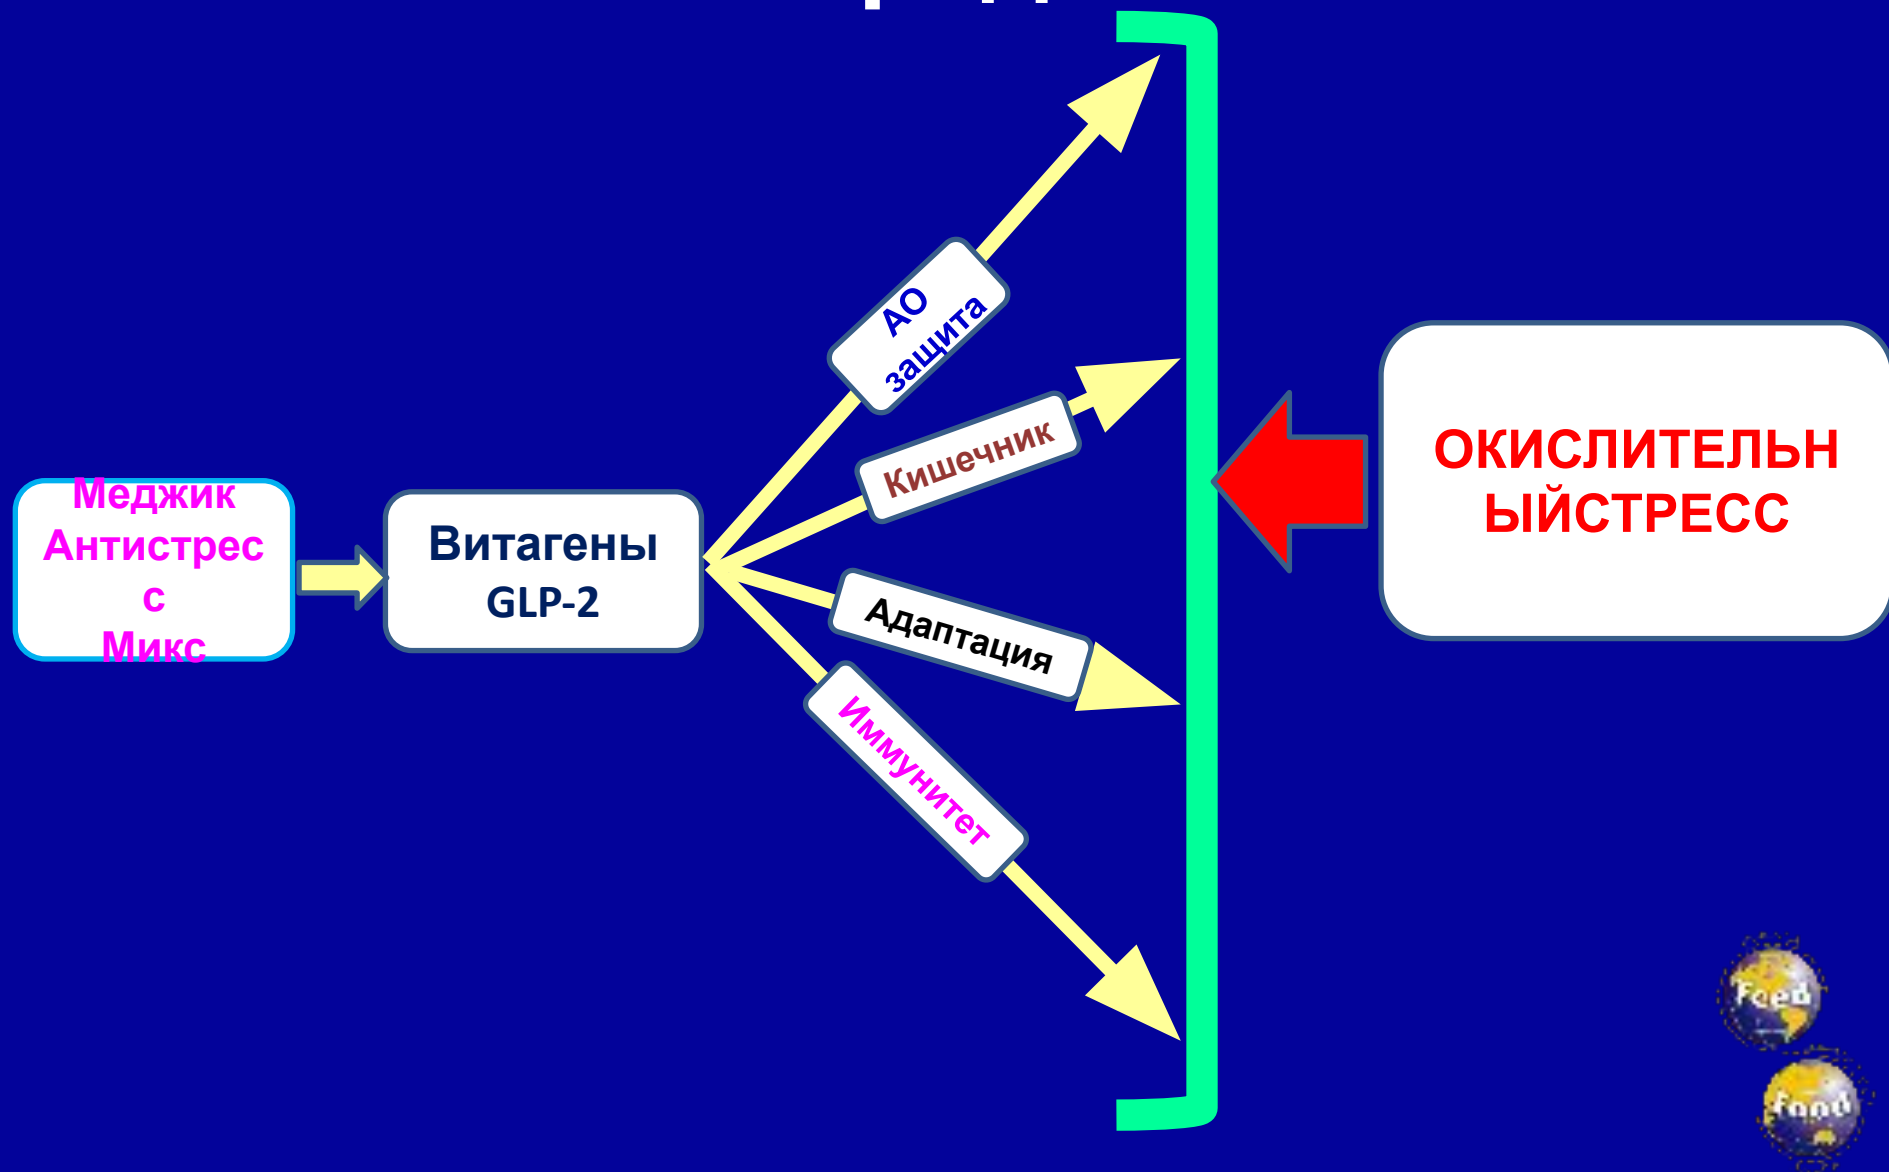 Меджик
Антистрес
с
Микс
Витагены
GLP-2
АО
защита
Кишечник
Адаптация
Иммунитет
ОКИСЛИТЕЛЬН
ЫЙСТРЕСС
Feed
Food